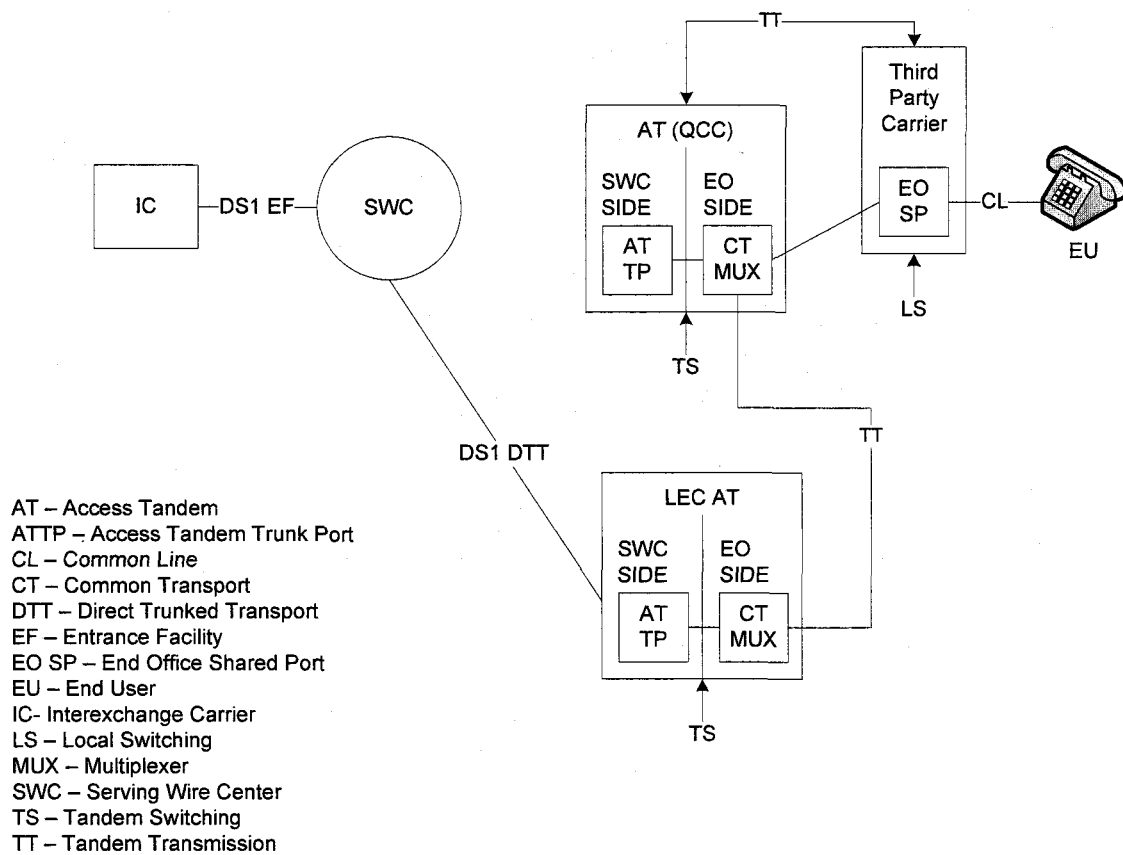 TT
Third
Party
Carrier
AT (QCC)
SWC
SIDE
EO
SIDE
AT
TP
CT
MUX
EO
SP
CL
EU
LS
TS
IC
DS1 EF
SWC
DS1 DTT
TT
LEC AT
SWC
SIDE
EO
SIDE
AT
TP
CT
MUX
TS
AT – Access Tandem
ATTP – Access Tandem Trunk Port
CL – Common Line
CT – Common Transport
DTT – Direct Trunked Transport
EF – Entrance Facility
EO SP – End Office Shared Port
EU – End User
IC- Interexchange Carrier
LS – Local Switching
MUX – Multiplexer
SWC – Serving Wire Center
TS – Tandem Switching
TT – Tandem Transmission